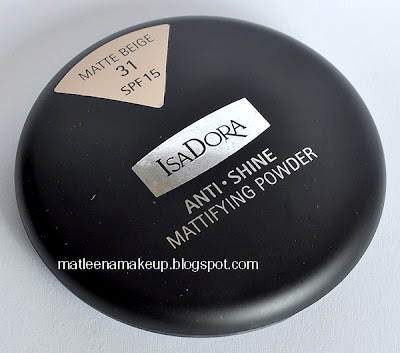 MATTE BEIGE
31
SPF 15
ISADORA
ANTI • SHINE
MATTIFYING POWDER
matleenamakeup.blogspot.com